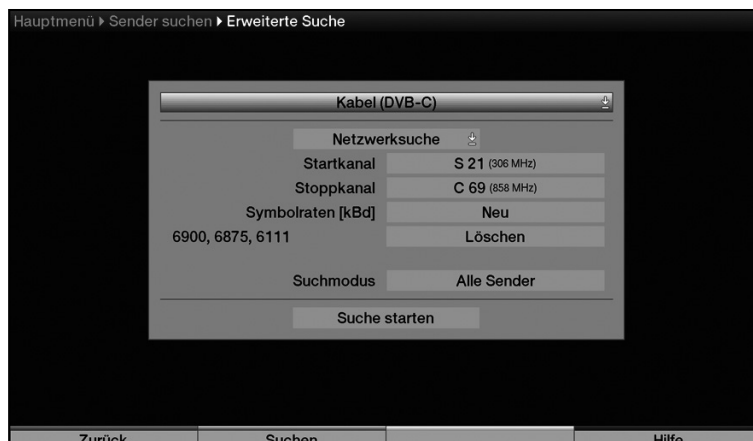 Hauptmenü ▸ Sender suchen ▸ Erweiterte Suche
Kabel (DVB-C)
Netzwerksuche
Startkanal S 21 (306 MHz)
Stoppkanal C 69 (858 MHz)
Symbolraten [kBd] Neu
6900, 6875, 6111 Löschen
Suchmodus Alle Sender
Suche starten
Zurück Suchen Hilfe